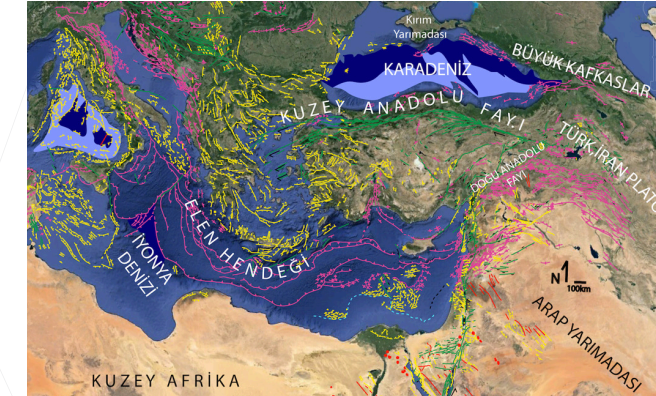 Kırım
Yarımadası
KARADENİZ
BÜYÜK KAFKASLAR
KUZEY ANADOLU FAYI
TÜRK,İRAN PLATO
DOĞU ANADOLU
FAYI
ELEN HENDEĞİ
İYONYA
DENİZİ
N
100km
ARAP YARIMADASI
KUZEY AFRİKA